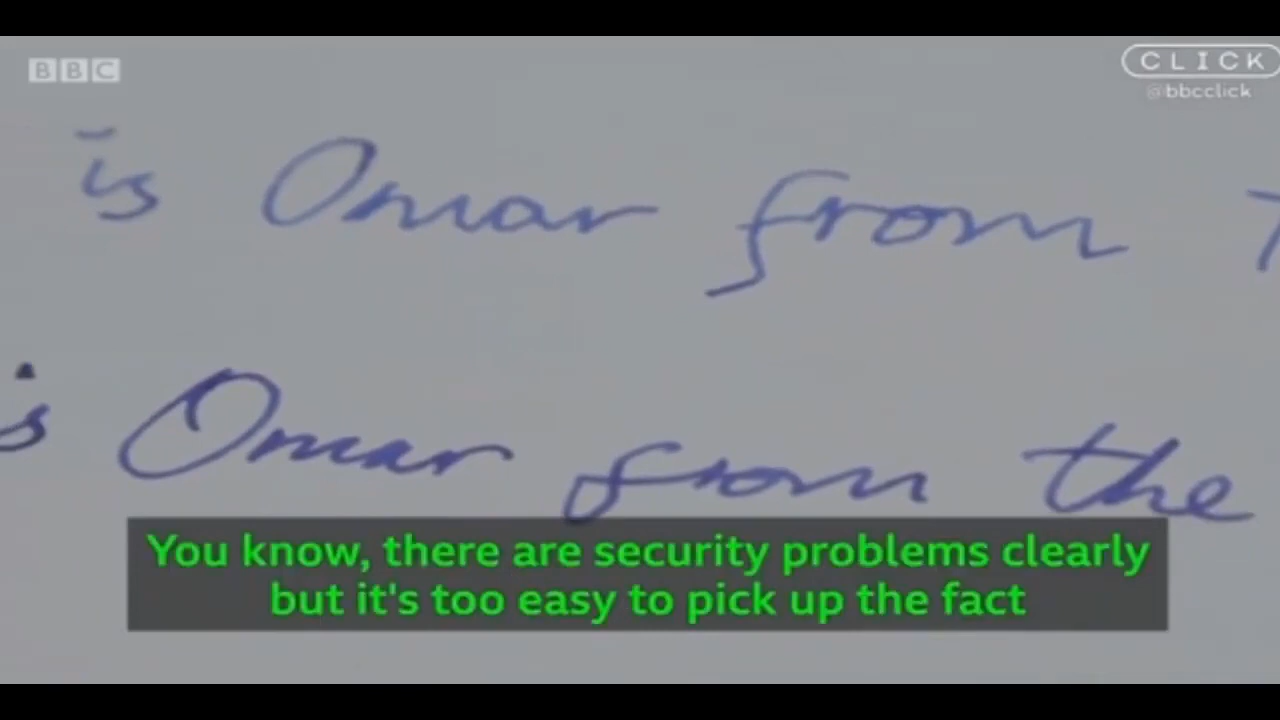 BBC
CLICK
@bbcclick
is Omar from
is Omar from the
You know, there are security problems clearly
but it's too easy to pick up the fact